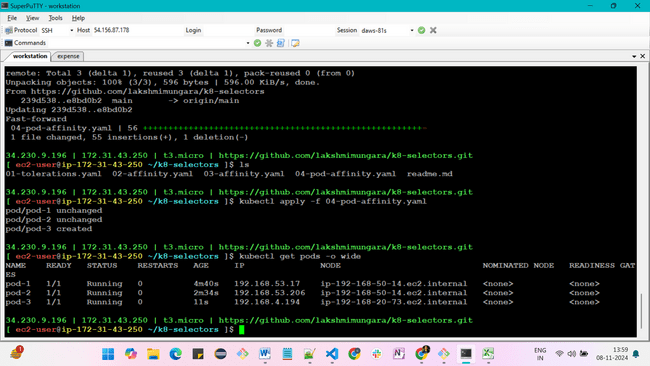 SuperPuTTY - workstation
File View Tools Help
Protocol SSH Host 54.156.87.178 Login Password Session daws-81s
Commands
workstation expense
remote: Total 3 (delta 1), reused 3 (delta 1), pack-reused 0 (from 0)
Unpacking objects: 100% (3/3), 596 bytes | 596.00 KiB/s, done.
From https://github.com/lakshmimungara/k8-selectors
239d538..e8bd0b2 main -> origin/main
Updating 239d538..e8bd0b2
Fast-forward
04-pod-affinity.yaml | 56 +++++++++++++++++++++++++++++++++++++++++++++++++++++++-
1 file changed, 55 insertions(+), 1 deletion(-)
34.230.9.196 | 172.31.43.250 | t3.micro | https://github.com/lakshmimungara/k8-selectors.git
[ ec2-user@ip-172-31-43-250 ~/k8-selectors ]$ ls
01-tolerations.yaml 02-affinity.yaml 03-affinity.yaml 04-pod-affinity.yaml readme.md
34.230.9.196 | 172.31.43.250 | t3.micro | https://github.com/lakshmimungara/k8-selectors.git
[ ec2-user@ip-172-31-43-250 ~/k8-selectors ]$ kubectl apply -f 04-pod-affinity.yaml
pod/pod-1 unchanged
pod/pod-2 unchanged
pod/pod-3 created
34.230.9.196 | 172.31.43.250 | t3.micro | https://github.com/lakshmimungara/k8-selectors.git
[ ec2-user@ip-172-31-43-250 ~/k8-selectors ]$ kubectl get pods -o wide
NAME READY STATUS RESTARTS AGE IP NODE NOMINATED NODE READINESS GAT
ES
pod-1 1/1 Running 0 4m40s 192.168.53.17 ip-192-168-50-14.ec2.internal <none> <none>
pod-2 1/1 Running 0 2m34s 192.168.53.206 ip-192-168-50-14.ec2.internal <none> <none>
pod-3 1/1 Running 0 11s 192.168.4.194 ip-192-168-20-73.ec2.internal <none> <none>
34.230.9.196 | 172.31.43.250 | t3.micro | https://github.com/lakshmimungara/k8-selectors.git
[ ec2-user@ip-172-31-43-250 ~/k8-selectors ]$
ENG
IN
13:59
08-11-2024